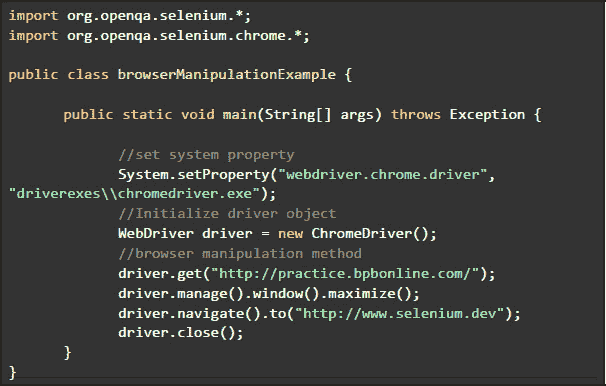 import org.openqa.selenium.*;
import org.openqa.selenium.chrome.*;
public class browserManipulationExample {
public static void main(String[] args) throws Exception {
//set system property
System.setProperty("webdriver.chrome.driver",
"driverexes\\chromedriver.exe");
//Initialize driver object
WebDriver driver = new ChromeDriver();
//browser manipulation method
driver.get("http://practice.bpbonline.com/");
driver.manage().window().maximize();
driver.navigate().to("http://www.selenium.dev");
driver.close();
}
}